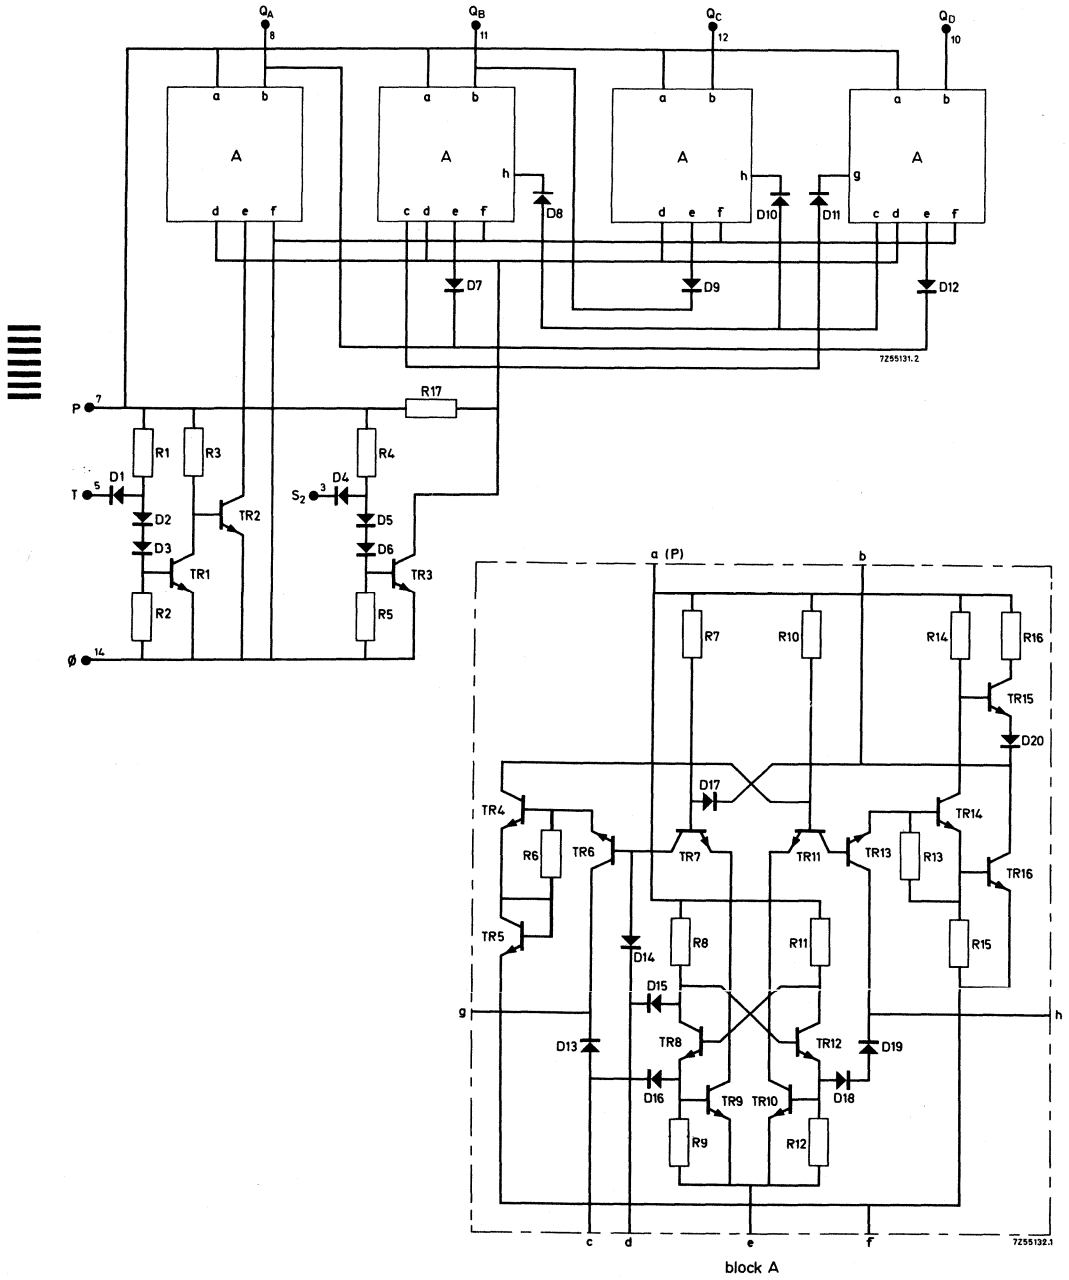 QA QB QC QD
8 11 12 10
a b a b a b a b
A A A A
h h g
D8 D10 D11
d e f c d e f d e f c d e f
D7 D9 D12
7Z55131.2
P 7 R17
R1 R3 R4
T 5 D1 S2 3 D4
D2 TR2 D5
D3 TR1 D6 TR3
R2 R5
Ø 14
a (P) b
R7 R10 R14 R16
TR15
D20
D17
TR4 TR14
R6 TR6 TR7 TR11 TR13 R13 TR16
TR5 D14 R8 R11 R15
D15
g h
D13 TR8 TR12 D19
D16 TR9 TR10 D18
R9 R12
c d e f
7Z55132.1
block A